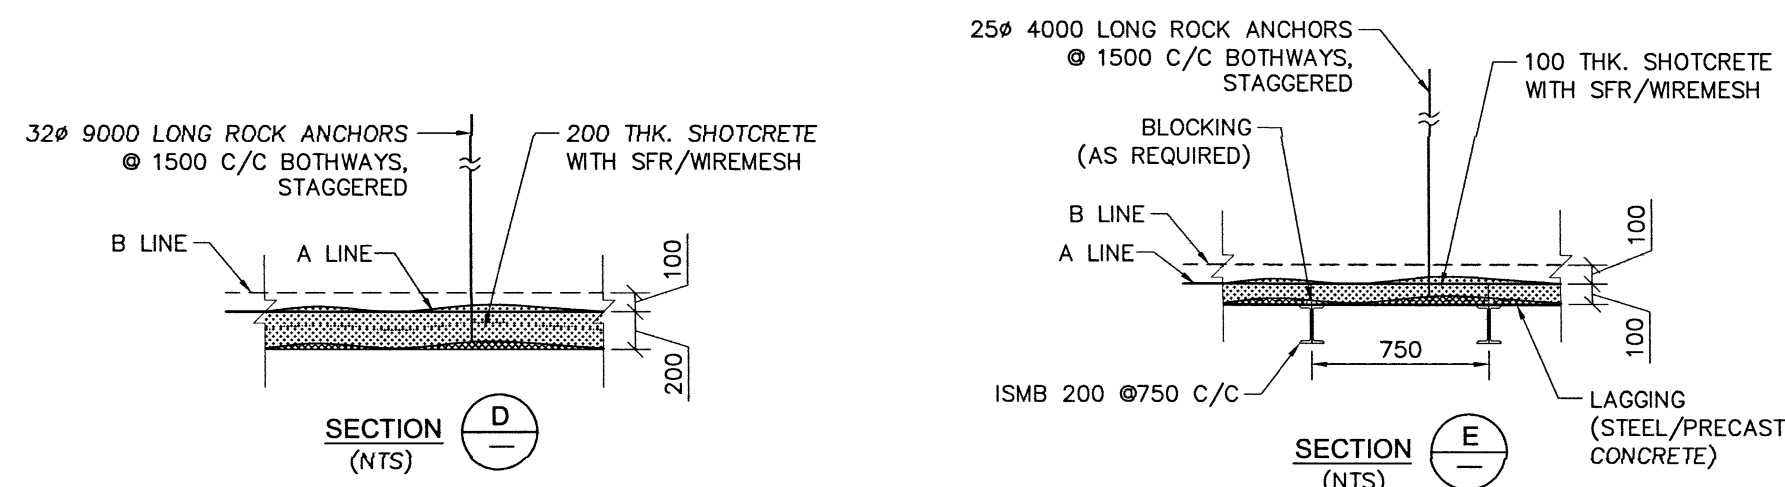 32ø 9000 LONG ROCK ANCHORS
@ 1500 C/C BOTHWAYS,
STAGGERED
200 THK. SHOTCRETE
WITH SFR/WIREMESH
B LINE
A LINE
100
200
SECTION
(NTS)
D
—
25ø 4000 LONG ROCK ANCHORS
@ 1500 C/C BOTHWAYS,
STAGGERED
100 THK. SHOTCRETE
WITH SFR/WIREMESH
BLOCKING
(AS REQUIRED)
B LINE
A LINE
100
100
750
ISMB 200 @750 C/C
LAGGING
(STEEL/PRECAST
CONCRETE)
SECTION
(NTS)
E
—